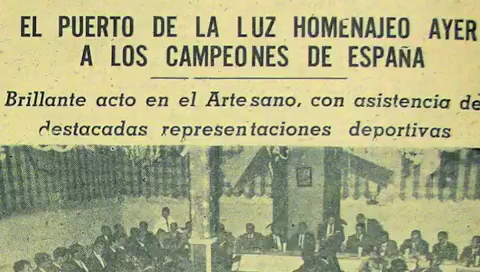 EL PUERTO DE LA LUZ HOMENAJEO AYER
A LOS CAMPEONES DE ESPAÑA
Brillante acto en el Artesano, con asistencia de
destacadas representaciones deportivas